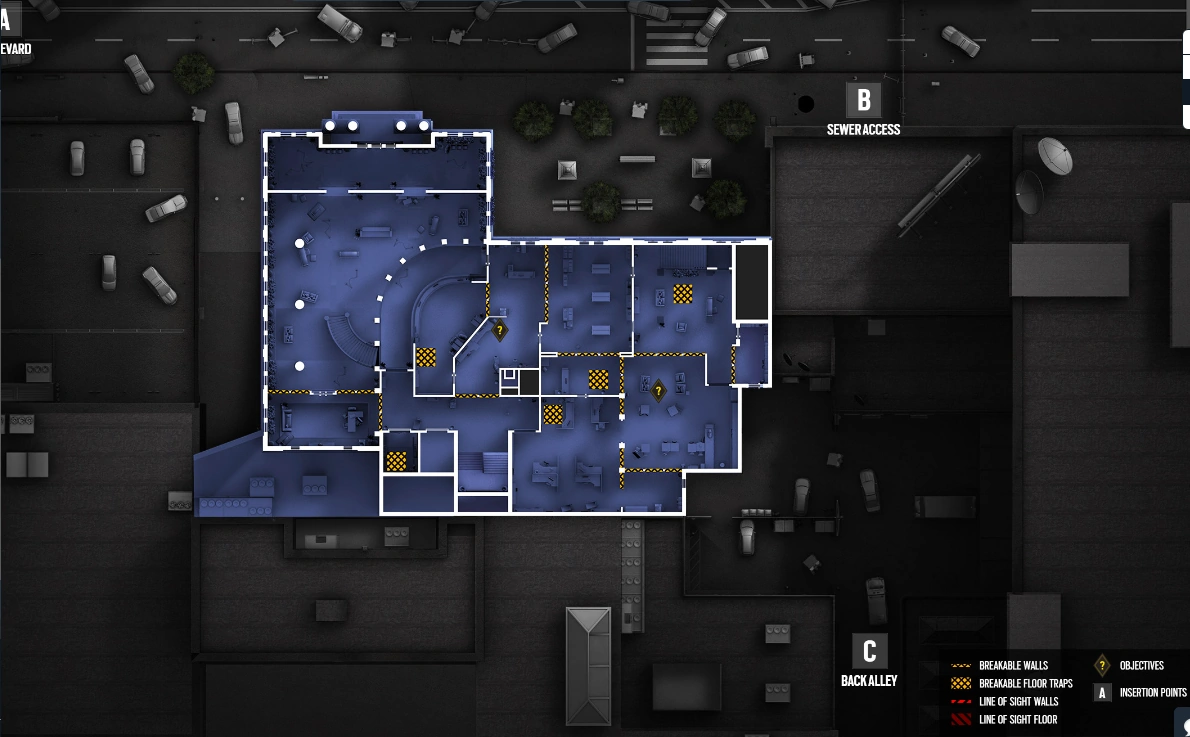 A
EVARD
B
SEWER ACCESS
?
?
C
BACK ALLEY
BREAKABLE WALLS
BREAKABLE FLOOR TRAPS
LINE OF SIGHT WALLS
LINE OF SIGHT FLOOR
? OBJECTIVES
A INSERTION POINTS